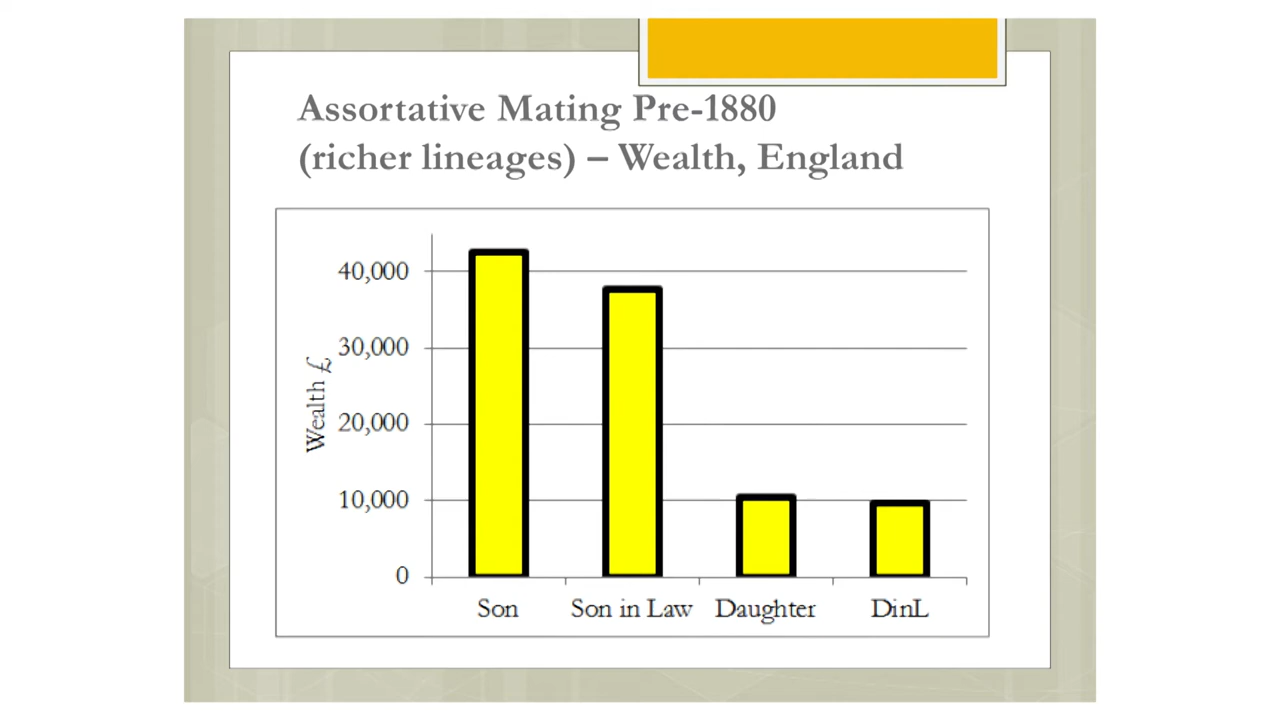 Assortative Mating Pre-1880
(richer lineages) – Wealth, England
Wealth £
40,000
30,000
20,000
10,000
0
Son
Son in Law
Daughter
DinL